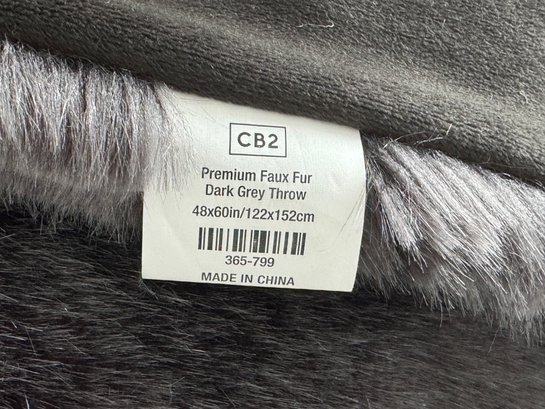 CB2
Premium Faux Fur
Dark Grey Throw
48x60in/122x152cm
365-799
MADE IN CHINA